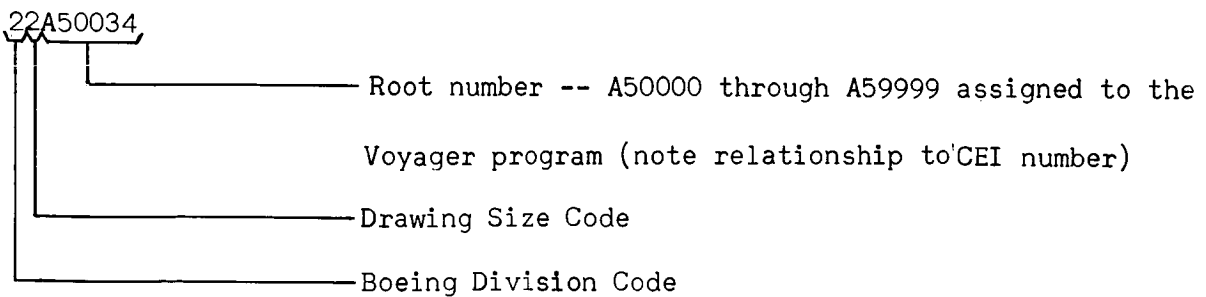 22A50034
Root number -- A50000 through A59999 assigned to the
Voyager program (note relationship to CEI number)
Drawing Size Code
Boeing Division Code